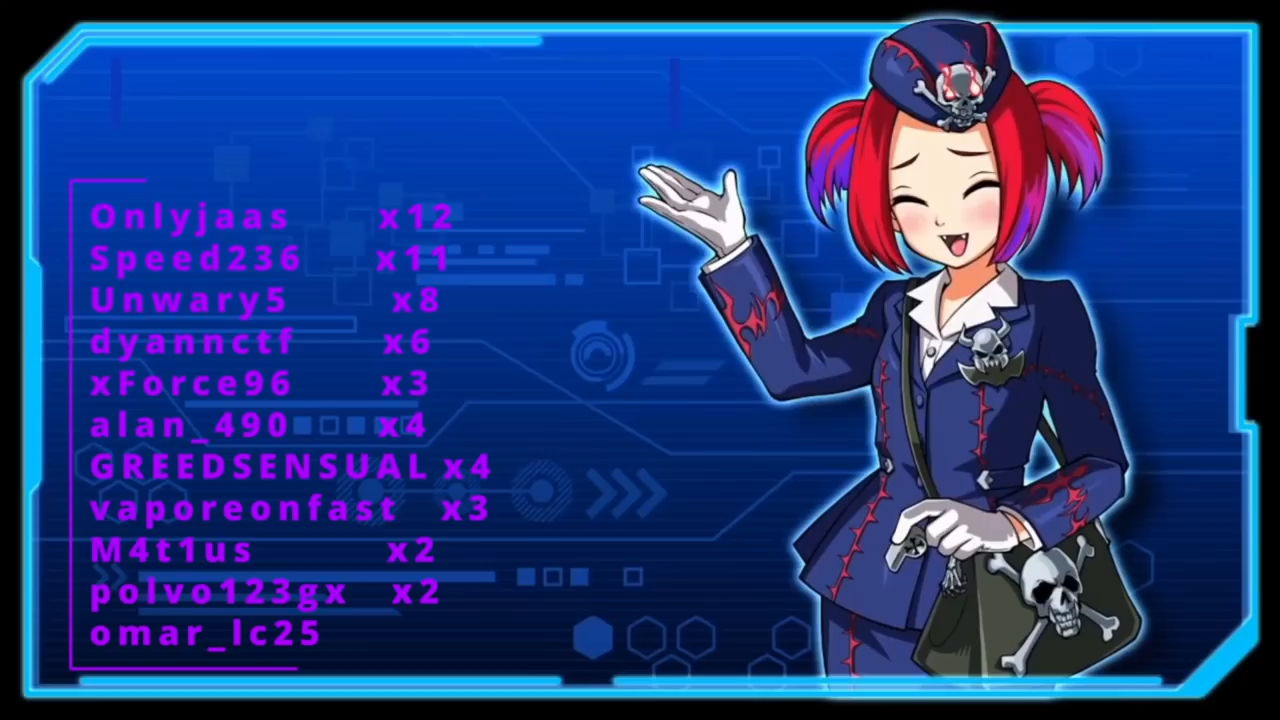 Onlyjaas x12
Speed236 x11
Unwary5 x8
dyannctf x6
xForce96 x3
alan_490 x4
GREEDSENSUAL x4
vaporeonfast x3
M4t1us x2
polvo123gx x2
omar_lc25